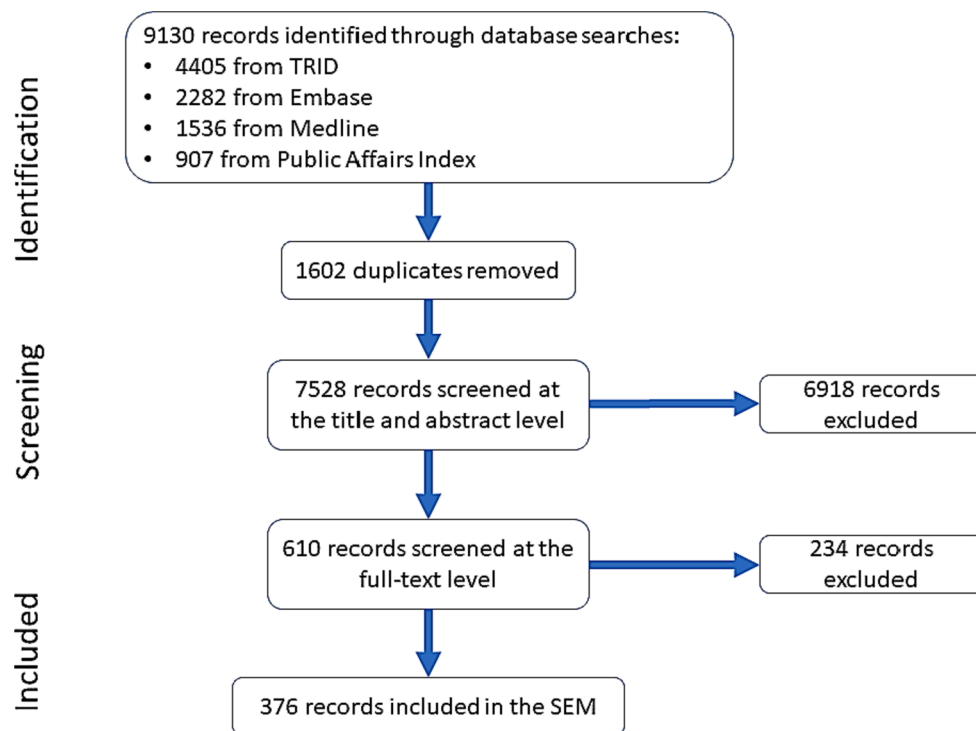 Identification
9130 records identified through database searches:
• 4405 from TRID
• 2282 from Embase
• 1536 from Medline
• 907 from Public Affairs Index
1602 duplicates removed
Screening
7528 records screened at
the title and abstract level
6918 records
excluded
610 records screened at the
full-text level
234 records
excluded
Included
376 records included in the SEM